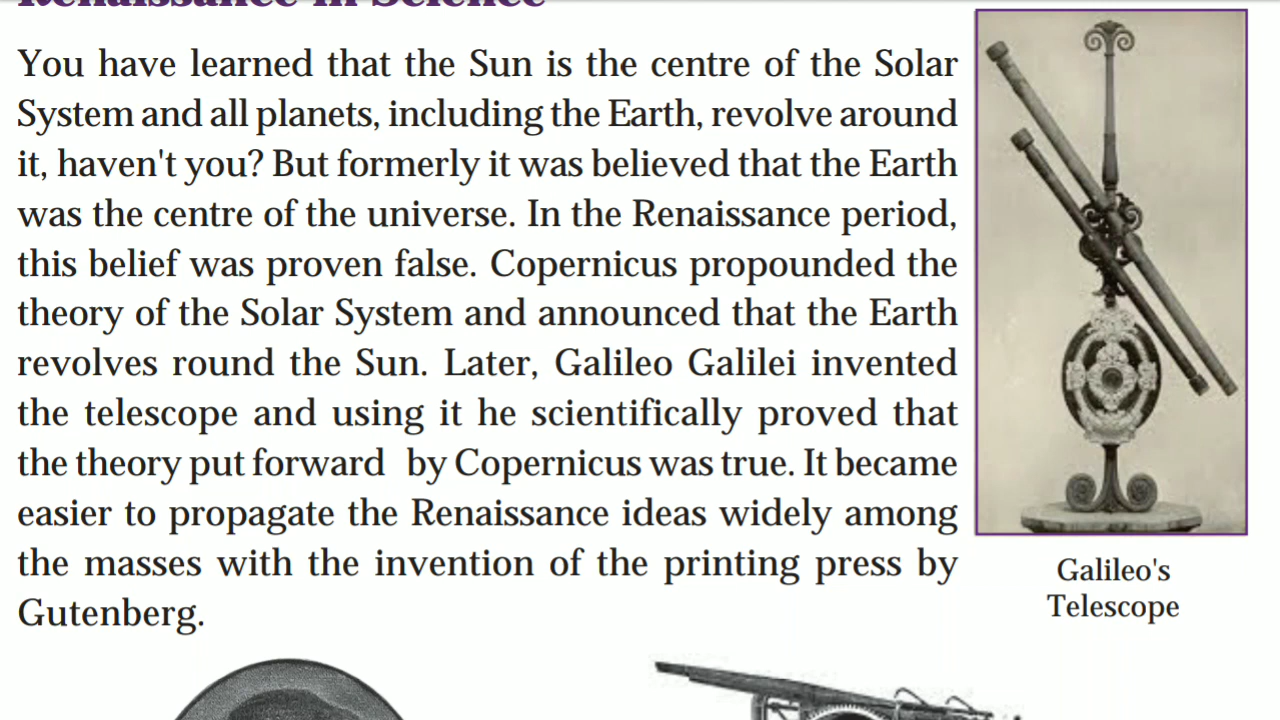 Renaissance in Science
You have learned that the Sun is the centre of the Solar
System and all planets, including the Earth, revolve around
it, haven't you? But formerly it was believed that the Earth
was the centre of the universe. In the Renaissance period,
this belief was proven false. Copernicus propounded the
theory of the Solar System and announced that the Earth
revolves round the Sun. Later, Galileo Galilei invented
the telescope and using it he scientifically proved that
the theory put forward by Copernicus was true. It became
easier to propagate the Renaissance ideas widely among
the masses with the invention of the printing press by
Gutenberg.
Galileo's
Telescope